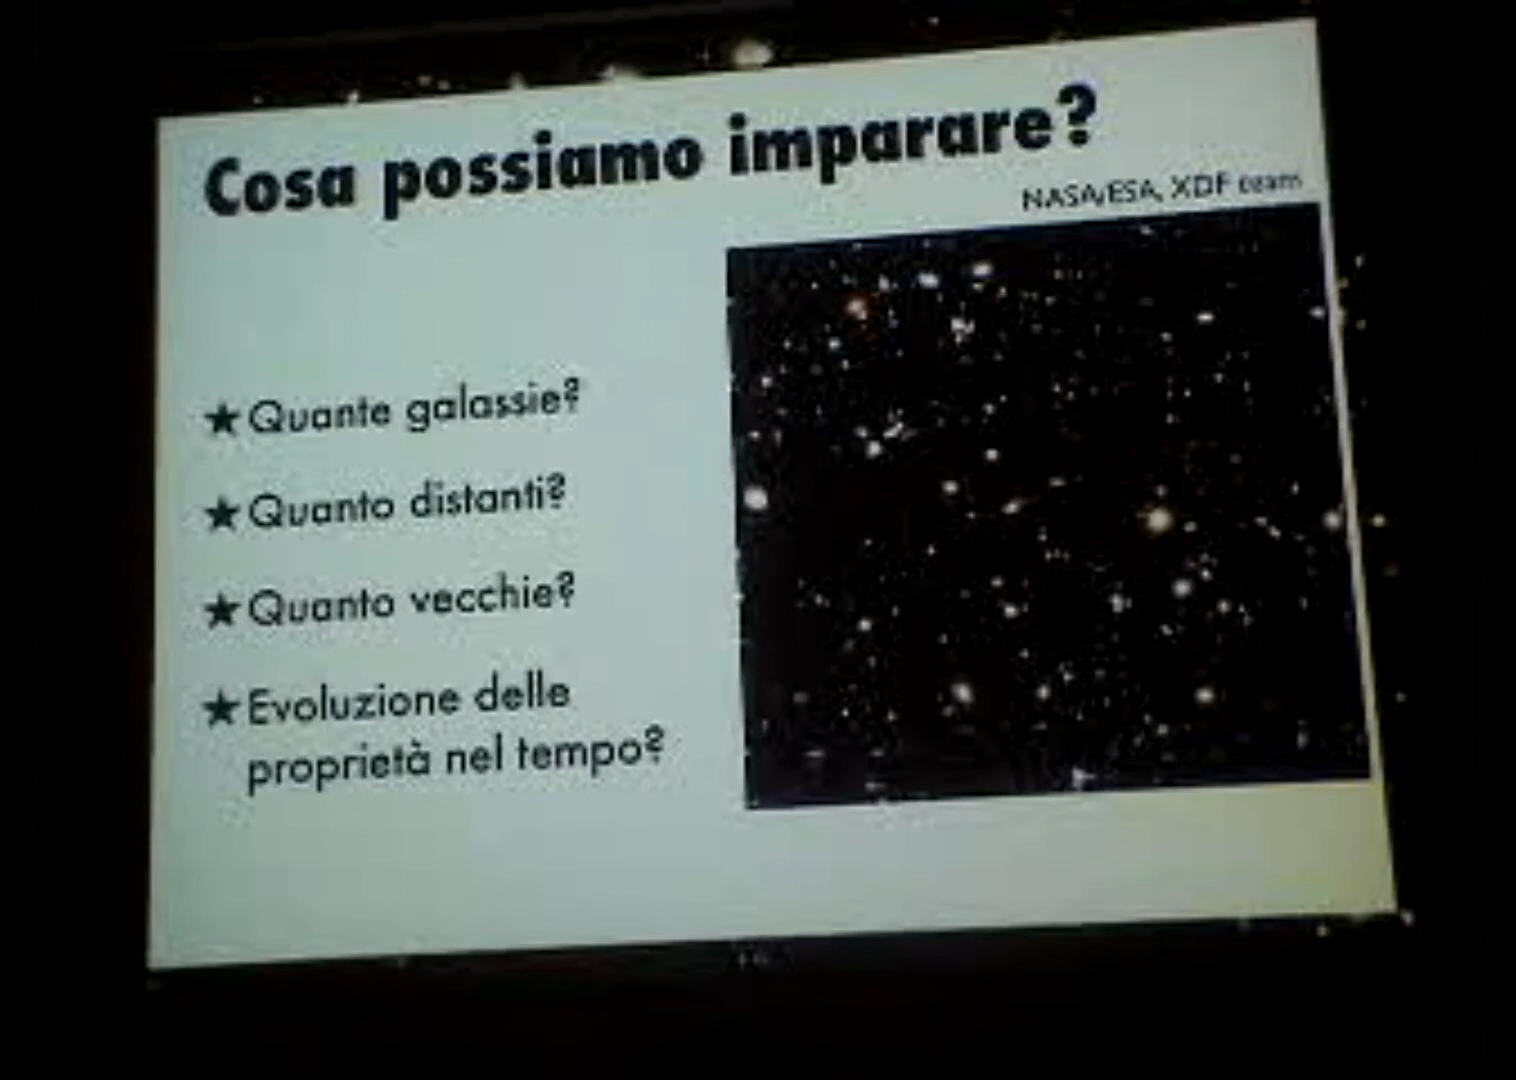 Cosa possiamo imparare?
NASA/ESA, XDF team
★Quante galassie?
★Quanto distanti?
★Quanto vecchie?
★Evoluzione delle
proprietà nel tempo?